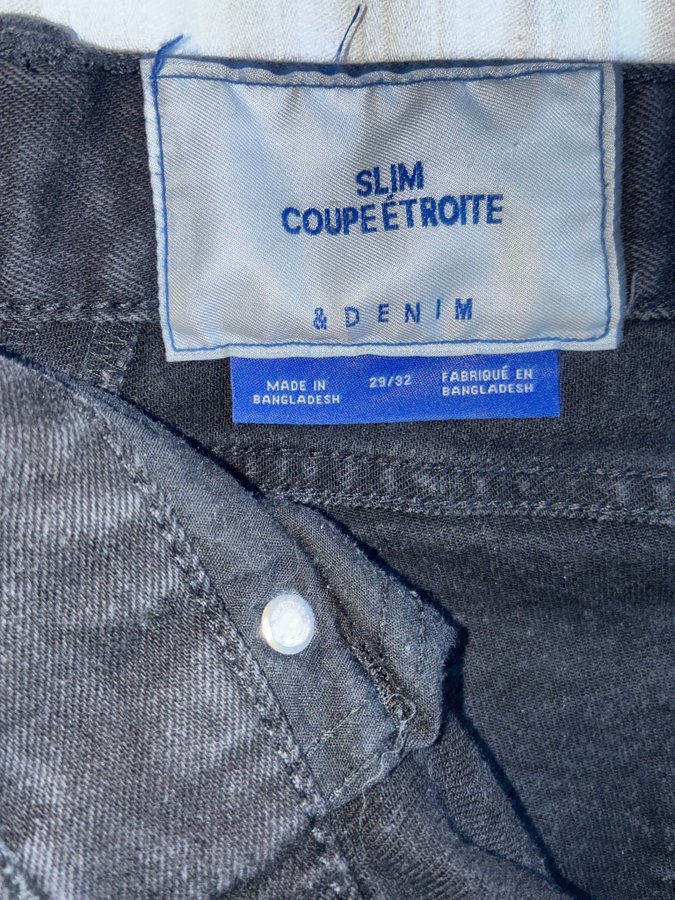 SLIM
COUPE ÉTROITE
& DENIM
MADE IN
BANGLADESH
29/32
FABRIQUÉ EN
BANGLADESH